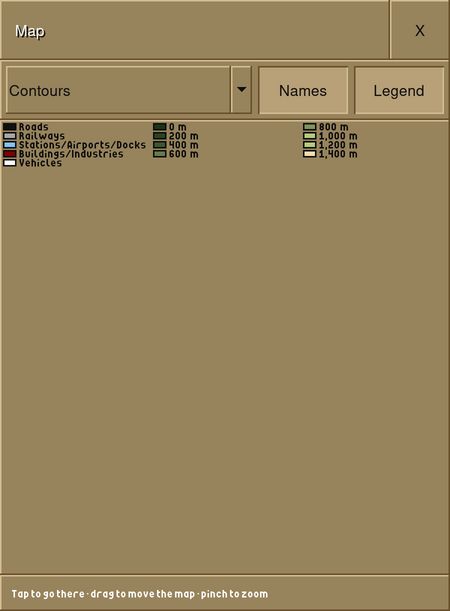 Map
X
Contours
Names
Legend
Roads
Railways
Stations/Airports/Docks
Buildings/Industries
Vehicles
0 m
200 m
400 m
600 m
800 m
1,000 m
1,200 m
1,400 m
Tap to go there · drag to move the map · pinch to zoom